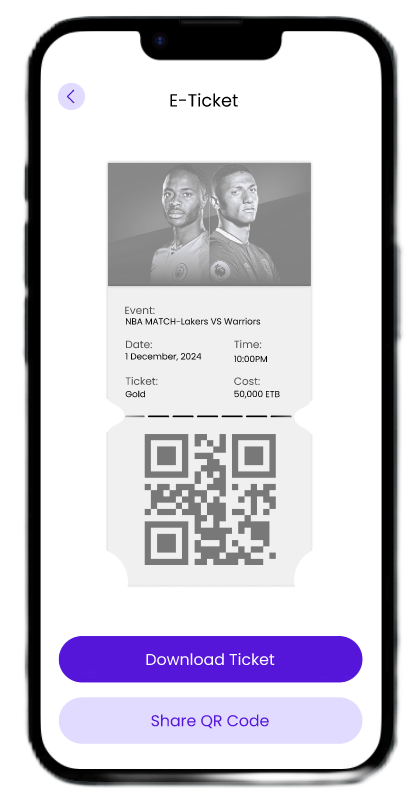 E-Ticket
Event:
NBA MATCH-Lakers VS Warriors
Date:
Time:
1 December, 2024
10:00PM
Ticket:
Cost:
Gold
50,000 ETB
Download Ticket
Share QR Code